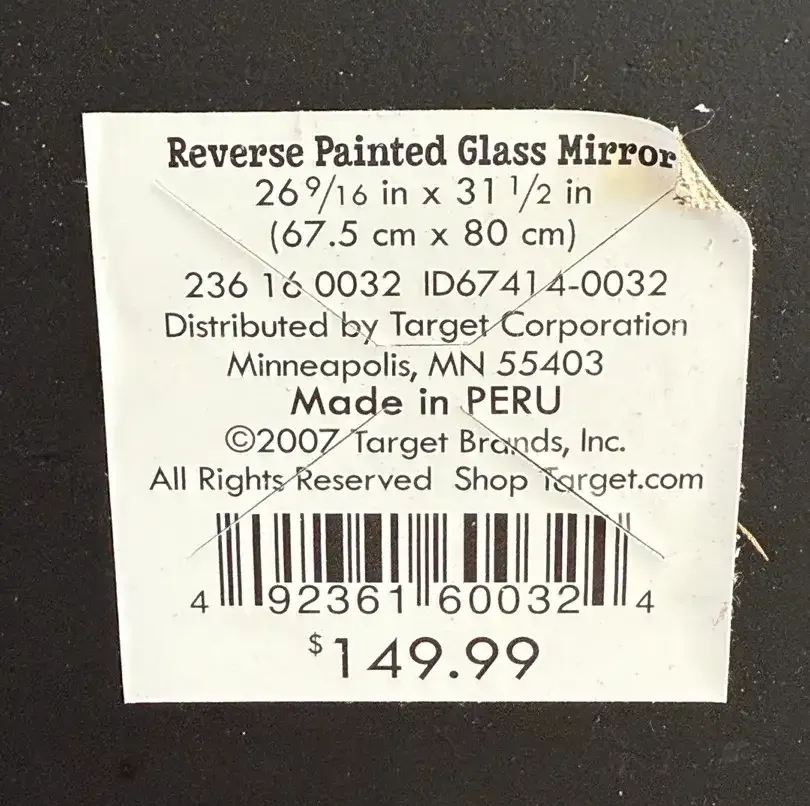 Reverse Painted Glass Mirror
26 9/16 in x 31 1/2 in
(67.5 cm x 80 cm)
236 16 0032 ID67414-0032
Distributed by Target Corporation
Minneapolis, MN 55403
Made in PERU
©2007 Target Brands, Inc.
All Rights Reserved Shop Target.com
4 92361 60032 4
$149.99